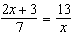 (2x + 3)/7 = 13/x